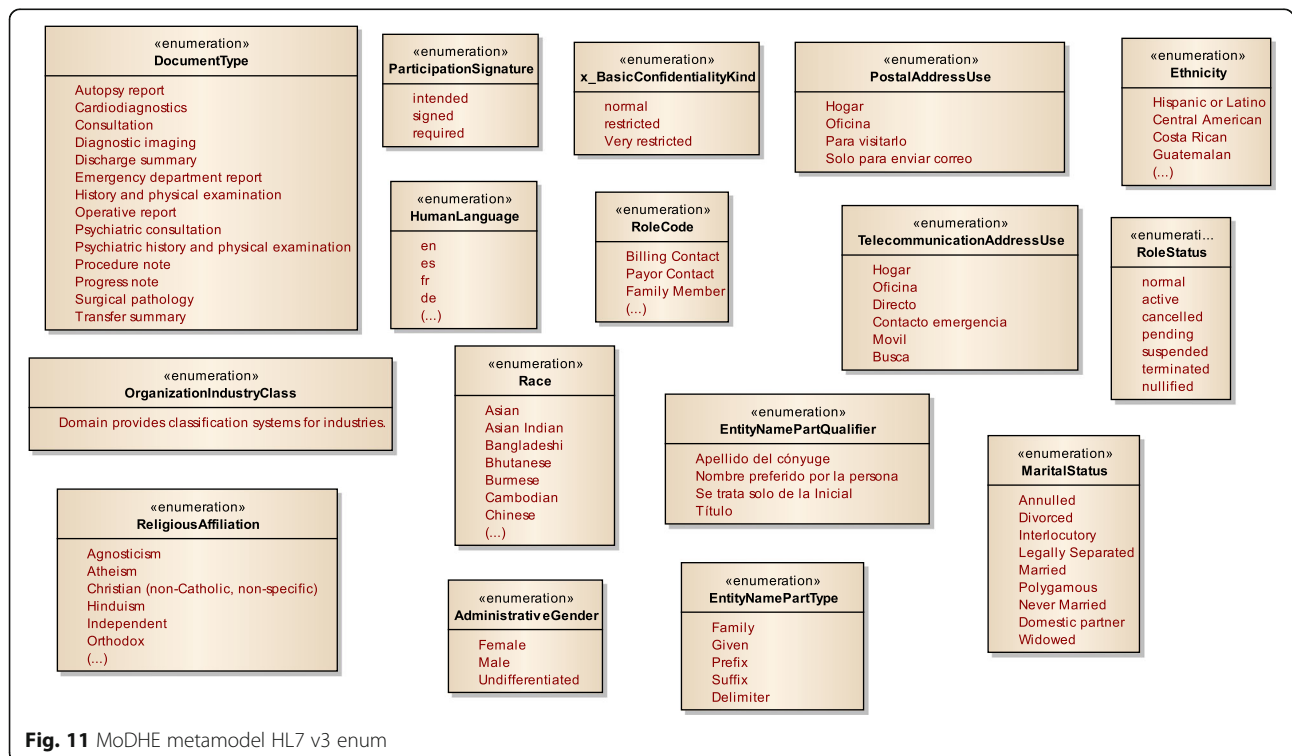 «enumeration»
DocumentType
Autopsy report
Cardiodiagnostics
Consultation
Diagnostic imaging
Discharge summary
Emergency department report
History and physical examination
Operative report
Psychiatric consultation
Psychiatric history and physical examination
Procedure note
Progress note
Surgical pathology
Transfer summary
«enumeration»
ParticipationSignature
intended
signed
required
«enumeration»
x_BasicConfidentialityKind
normal
restricted
Very restricted
«enumeration»
PostalAddressUse
Hogar
Oficina
Para visitarlo
Solo para enviar correo
«enumeration»
Ethnicity
Hispanic or Latino
Central American
Costa Rican
Guatemalan
(...)
«enumeration»
HumanLanguage
en
es
fr
de
(...)
«enumeration»
RoleCode
Billing Contact
Payor Contact
Family Member
(...)
«enumeration»
TelecommunicationAddressUse
Hogar
Oficina
Directo
Contacto emergencia
Movil
Busca
«enumerati...
RoleStatus
normal
active
cancelled
pending
suspended
terminated
nullified
«enumeration»
OrganizationIndustryClass
Domain provides classification systems for industries.
«enumeration»
Race
Asian
Asian Indian
Bangladeshi
Bhutanese
Burmese
Cambodian
Chinese
(...)
«enumeration»
EntityNamePartQualifier
Apellido del cónyuge
Nombre preferido por la persona
Se trata solo de la Inicial
Título
«enumeration»
MaritalStatus
Annulled
Divorced
Interlocutory
Legally Separated
Married
Polygamous
Never Married
Domestic partner
Widowed
«enumeration»
ReligiousAffiliation
Agnosticism
Atheism
Christian (non-Catholic, non-specific)
Hinduism
Independent
Orthodox
(...)
«enumeration»
AdministrativeGender
Female
Male
Undifferentiated
«enumeration»
EntityNamePartType
Family
Given
Prefix
Suffix
Delimiter
Fig. 11 MoDHE metamodel HL7 v3 enum